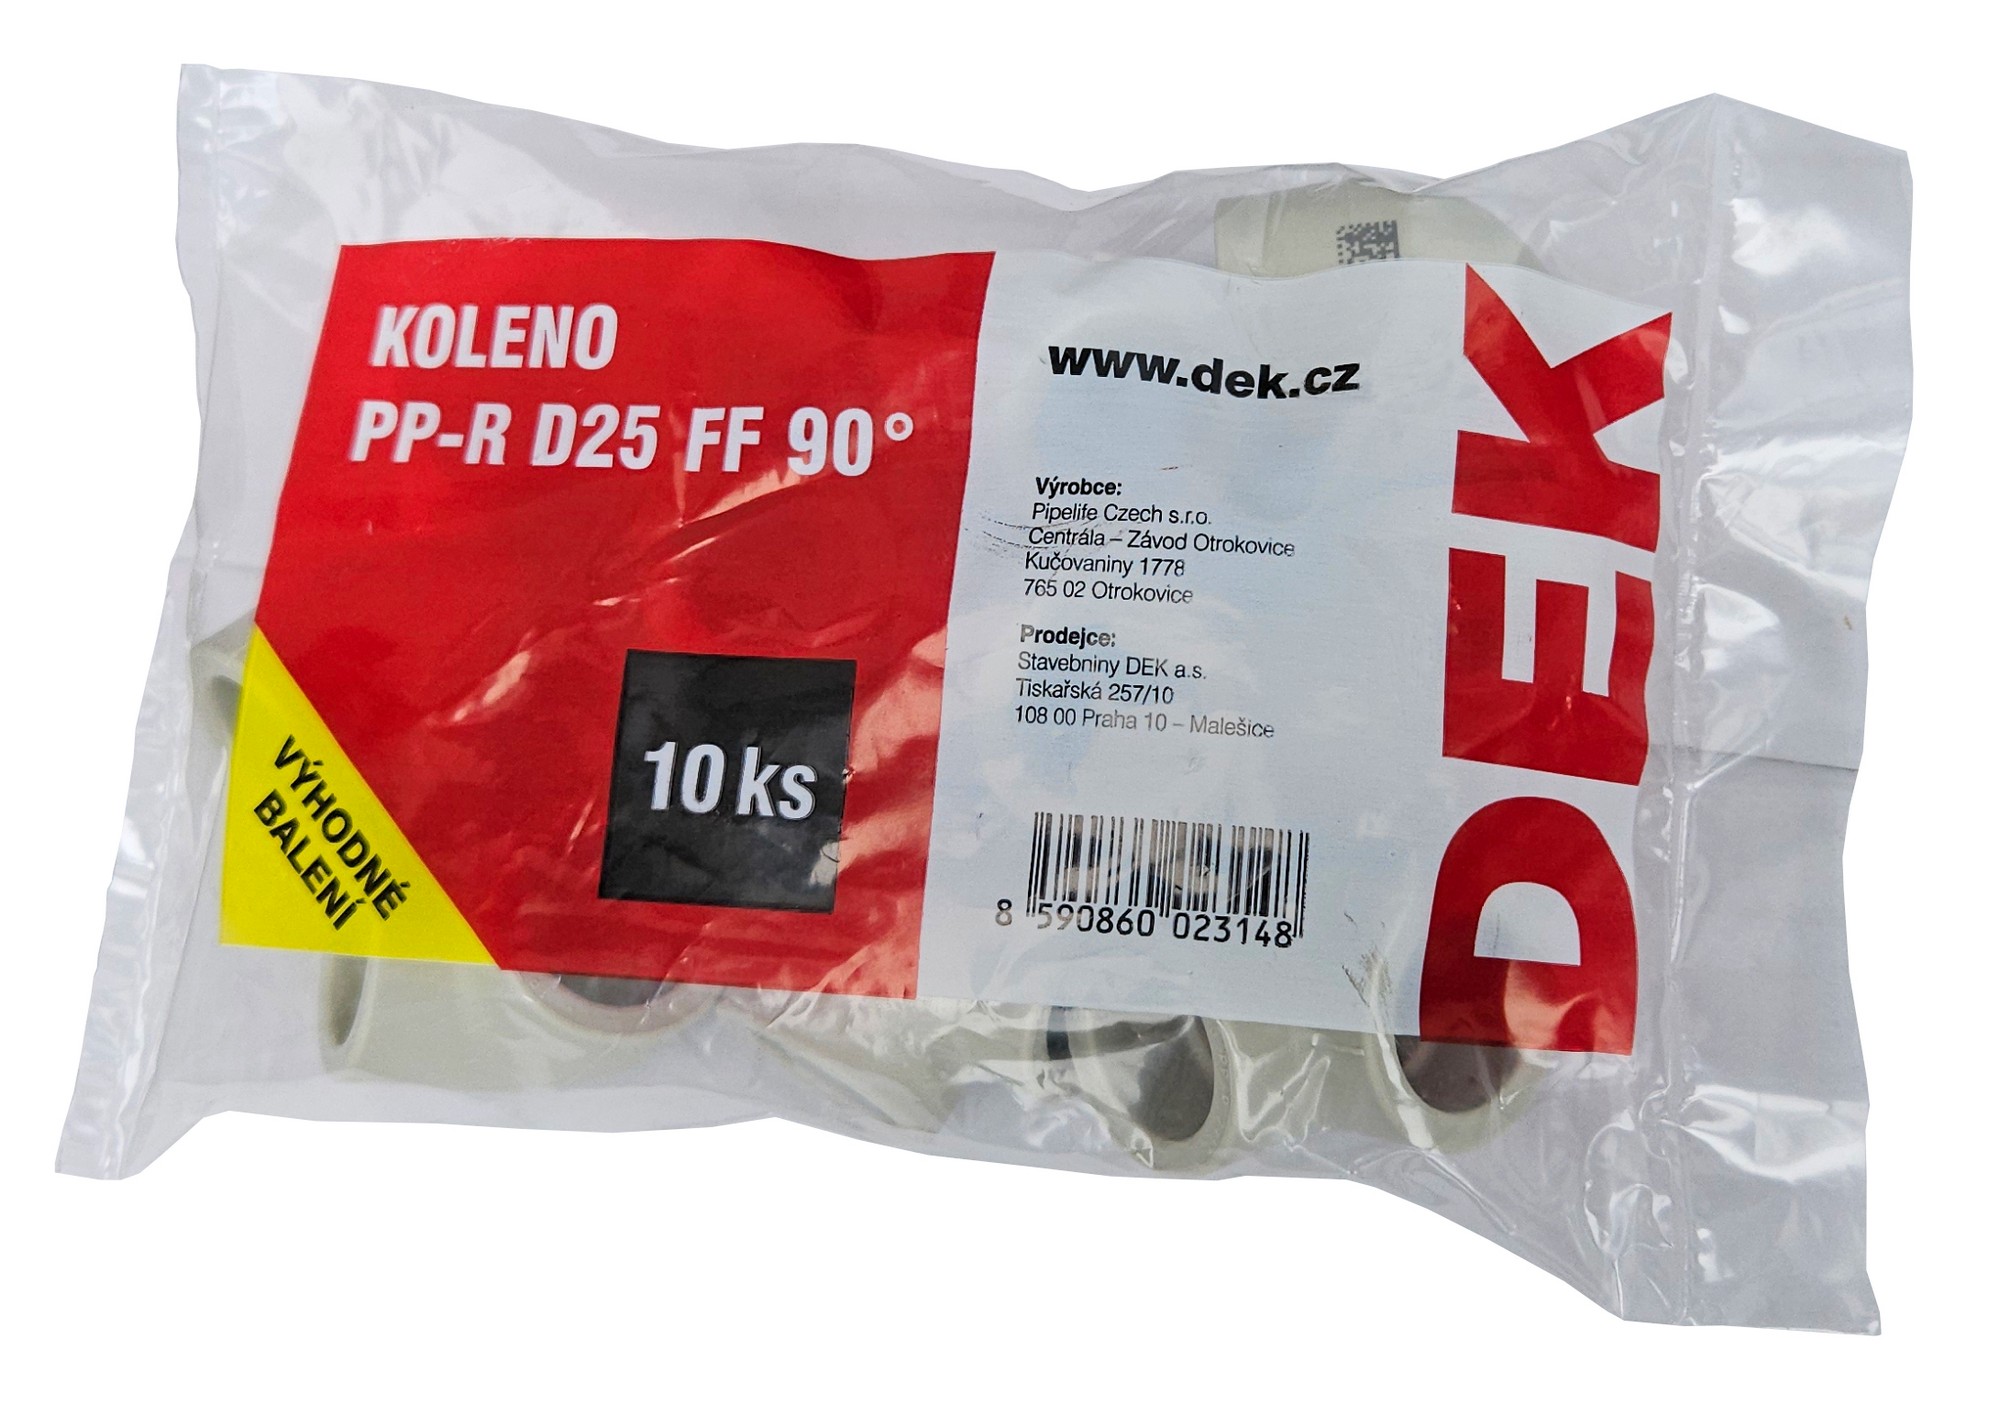 KOLENO
PP-R D25 FF 90°
10 ks
VÝHODNÉ
BALENÍ
www.dek.cz
Výrobce:
Pipelife Czech s.r.o.
Centrála – Závod Otrokovice
Kučovaniny 1778
765 02 Otrokovice
Prodejce:
Stavebniny DEK a.s.
Tiskařská 257/10
108 00 Praha 10 – Malešice
8 590860 023148
DEK